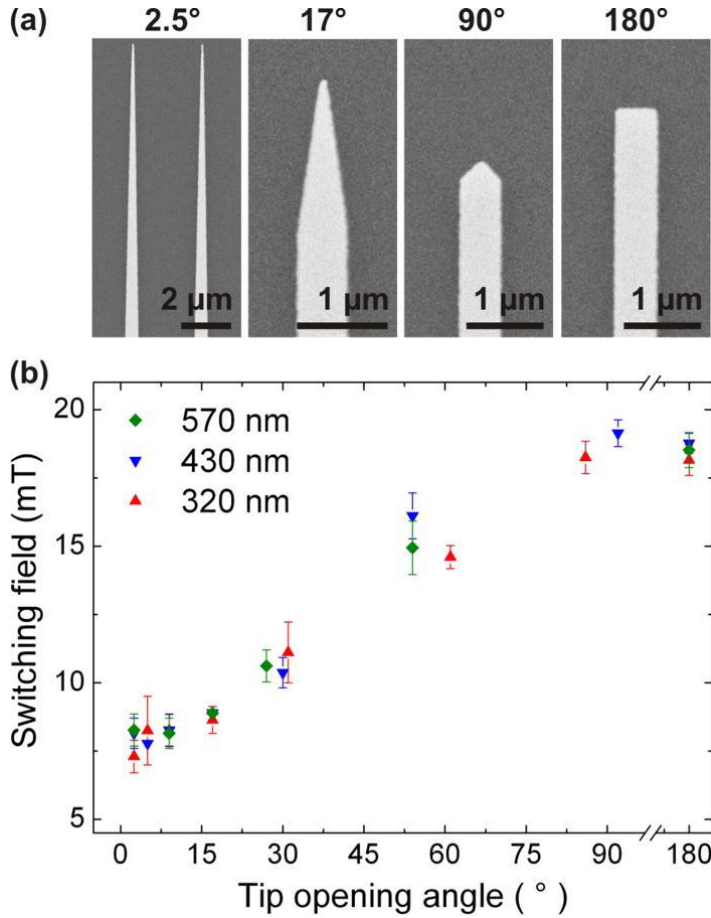 (a) 2.5° 17° 90° 180°
2 µm 1 µm 1 µm 1 µm
(b)
20
15
10
5
Switching field (mT)
570 nm
430 nm
320 nm
0 15 30 45 60 75 90 180
Tip opening angle ( ° )